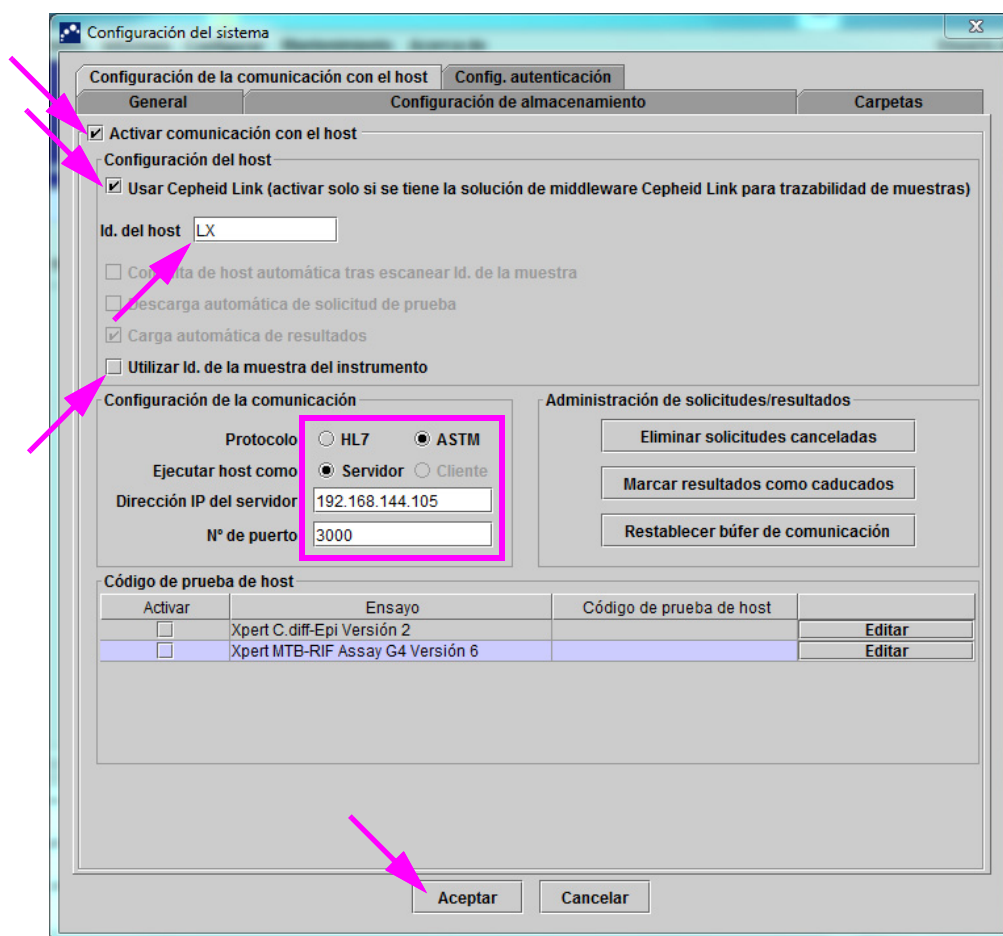 Configuración del sistema
Configuración de la comunicación con el host
Config. autenticación
General
Configuración de almacenamiento
Carpetas
Activar comunicación con el host
Configuración del host
Usar Cepheid Link (activar solo si se tiene la solución de middleware Cepheid Link para trazabilidad de muestras)
Id. del host LX
Consulta de host automática tras escanear Id. de la muestra
Descarga automática de solicitud de prueba
Carga automática de resultados
Utilizar Id. de la muestra del instrumento
Configuración de la comunicación
Protocolo HL7 ASTM
Ejecutar host como Servidor Cliente
Dirección IP del servidor 192.168.144.105
Nº de puerto 3000
Administración de solicitudes/resultados
Eliminar solicitudes canceladas
Marcar resultados como caducados
Restablecer búfer de comunicación
Código de prueba de host
Activar Ensayo Código de prueba de host
Xpert C.diff-Epi Versión 2 Editar
Xpert MTB-RIF Assay G4 Versión 6 Editar
Aceptar Cancelar